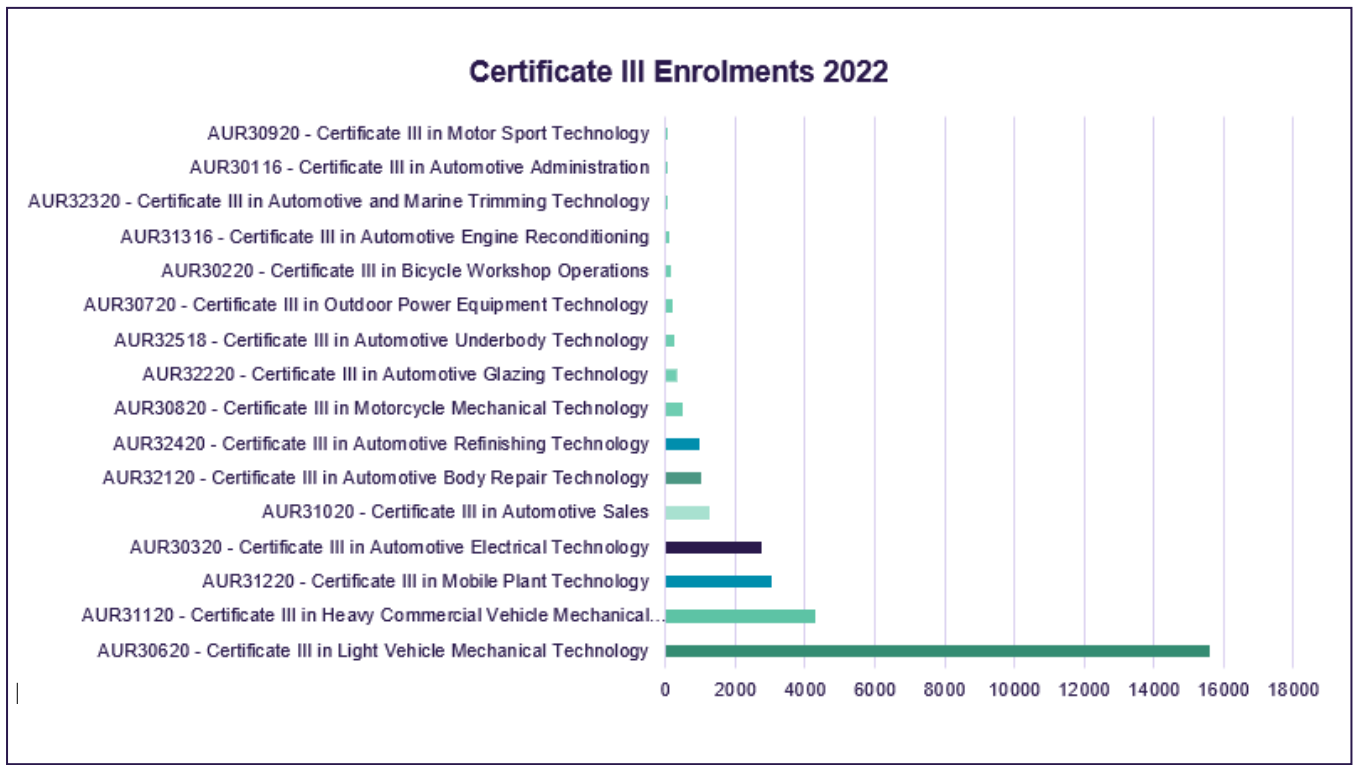 Certificate III Enrolments 2022
AUR30920 - Certificate III in Motor Sport Technology
AUR30116 - Certificate III in Automotive Administration
AUR32320 - Certificate III in Automotive and Marine Trimming Technology
AUR31316 - Certificate III in Automotive Engine Reconditioning
AUR30220 - Certificate III in Bicycle Workshop Operations
AUR30720 - Certificate III in Outdoor Power Equipment Technology
AUR32518 - Certificate III in Automotive Underbody Technology
AUR32220 - Certificate III in Automotive Glazing Technology
AUR30820 - Certificate III in Motorcycle Mechanical Technology
AUR32420 - Certificate III in Automotive Refinishing Technology
AUR32120 - Certificate III in Automotive Body Repair Technology
AUR31020 - Certificate III in Automotive Sales
AUR30320 - Certificate III in Automotive Electrical Technology
AUR31220 - Certificate III in Mobile Plant Technology
AUR31120 - Certificate III in Heavy Commercial Vehicle Mechanical...
AUR30620 - Certificate III in Light Vehicle Mechanical Technology
0 2000 4000 6000 8000 10000 12000 14000 16000 18000